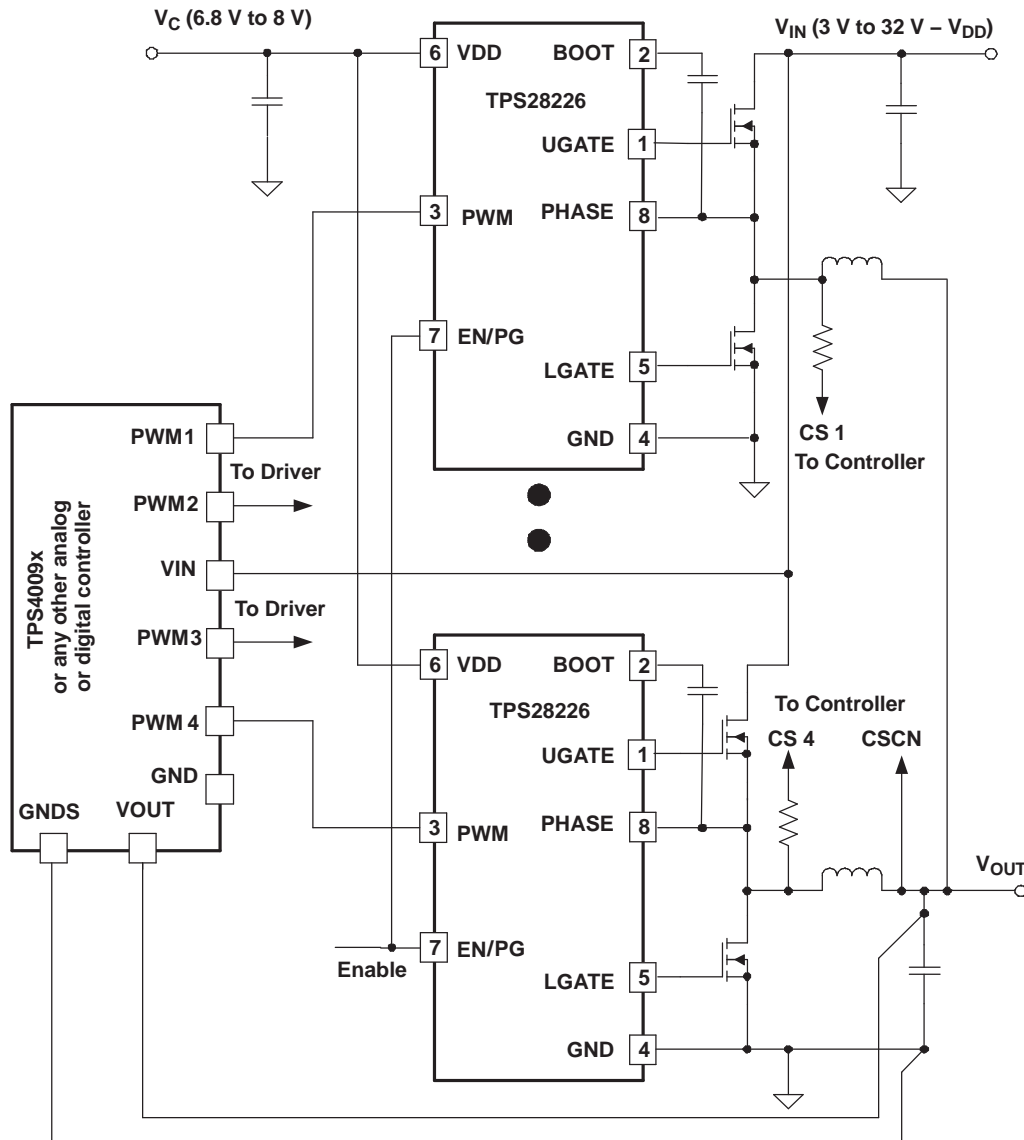 V_C (6.8 V to 8 V)
V_IN (3 V to 32 V – V_DD)
6 VDD BOOT 2
TPS28226
UGATE 1
3 PWM PHASE 8
7 EN/PG
LGATE 5
GND 4
CS 1
To Controller
TPS4009x
or any other analog
or digital controller
PWM1
To Driver
PWM2
VIN
To Driver
PWM3
PWM 4
GND
GNDS VOUT
6 VDD BOOT 2
TPS28226
UGATE 1
3 PWM PHASE 8
7 EN/PG
Enable
LGATE 5
GND 4
To Controller
CS 4 CSCN
V_OUT